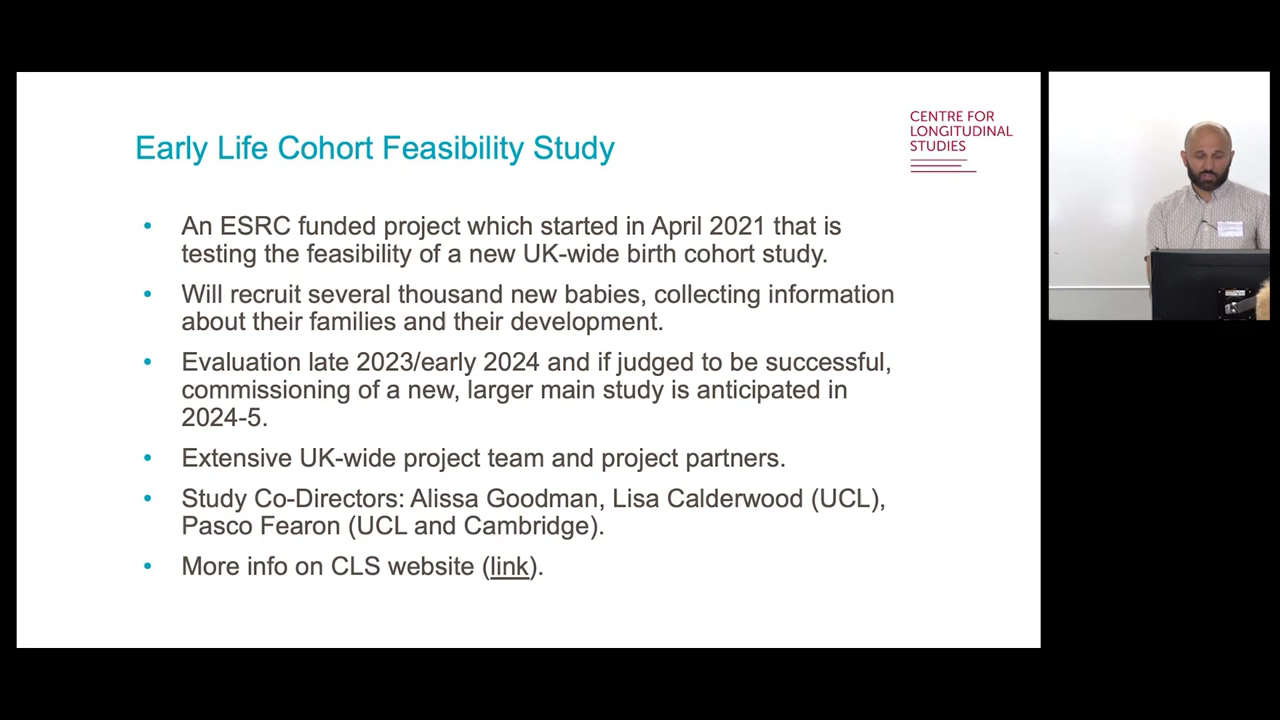 Early Life Cohort Feasibility Study
CENTRE FOR
LONGITUDINAL
STUDIES
• An ESRC funded project which started in April 2021 that is
testing the feasibility of a new UK-wide birth cohort study.
• Will recruit several thousand new babies, collecting information
about their families and their development.
• Evaluation late 2023/early 2024 and if judged to be successful,
commissioning of a new, larger main study is anticipated in
2024-5.
• Extensive UK-wide project team and project partners.
• Study Co-Directors: Alissa Goodman, Lisa Calderwood (UCL),
Pasco Fearon (UCL and Cambridge).
• More info on CLS website (link).